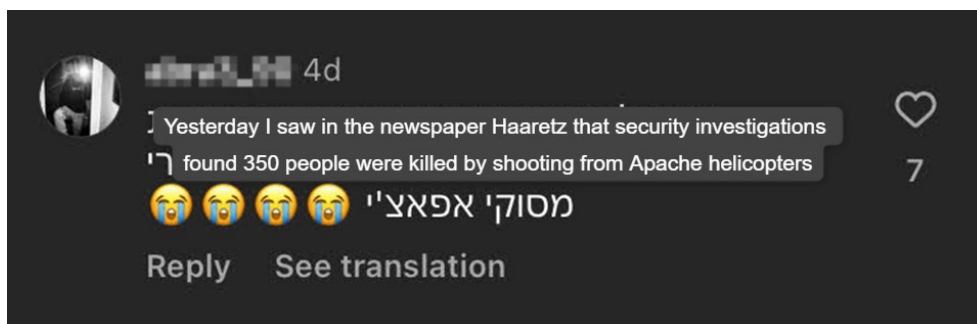 4d
Yesterday I saw in the newspaper Haaretz that security investigations
found 350 people were killed by shooting from Apache helicopters
מסוקי אפאצ'י 😭😭😭😭
7
Reply See translation